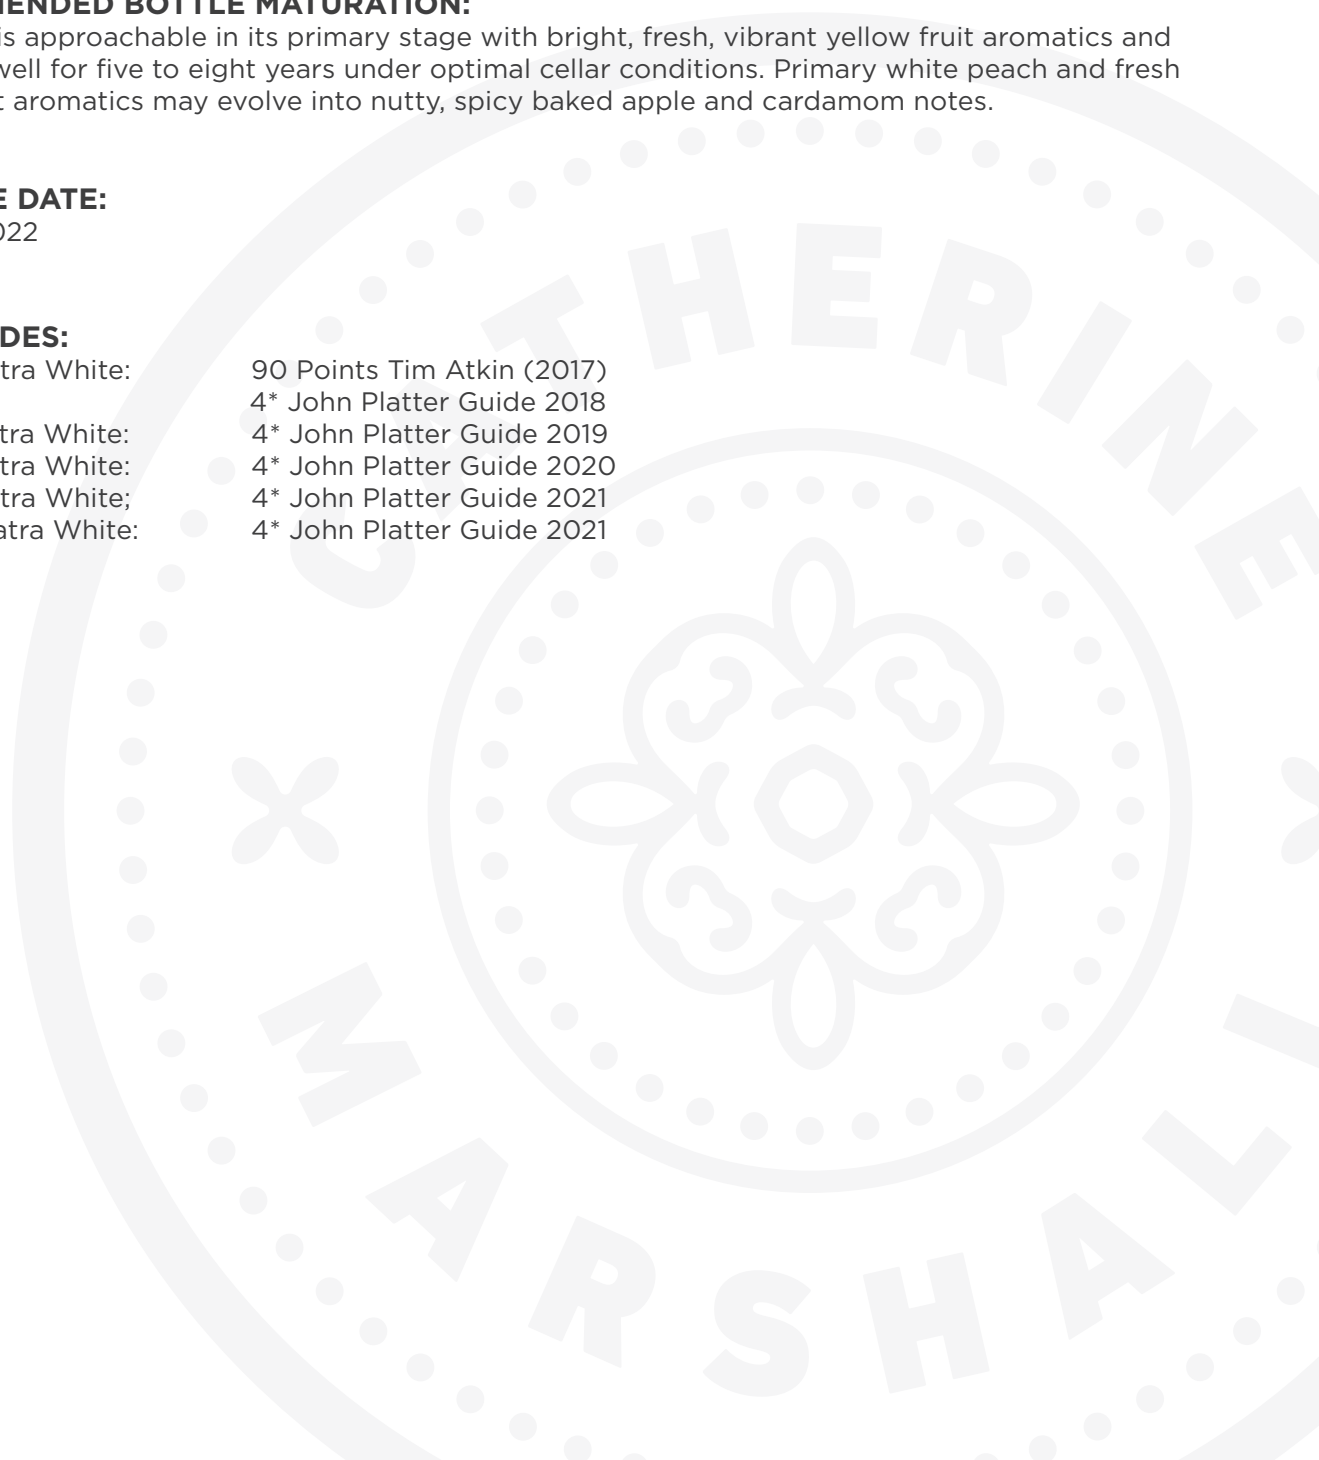 ENDED BOTTLE MATURATION:
is approachable in its primary stage with bright, fresh, vibrant yellow fruit aromatics and
well for five to eight years under optimal cellar conditions. Primary white peach and fresh
t aromatics may evolve into nutty, spicy baked apple and cardamom notes.
E DATE:
022
DES:
tra White: 90 Points Tim Atkin (2017)
4* John Platter Guide 2018
tra White: 4* John Platter Guide 2019
tra White: 4* John Platter Guide 2020
tra White; 4* John Platter Guide 2021
atra White: 4* John Platter Guide 2021
CATHERINE
MARSHAL